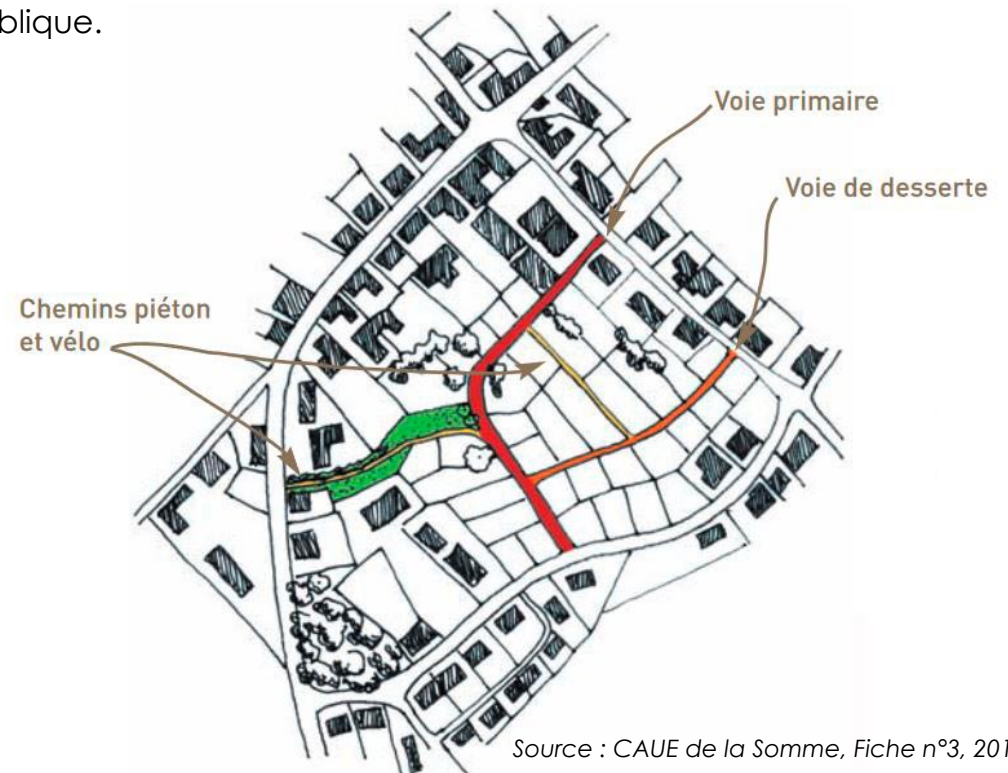 blique.
Voie primaire
Voie de desserte
Chemins piéton
et vélo
Source : CAUE de la Somme, Fiche n°3, 201